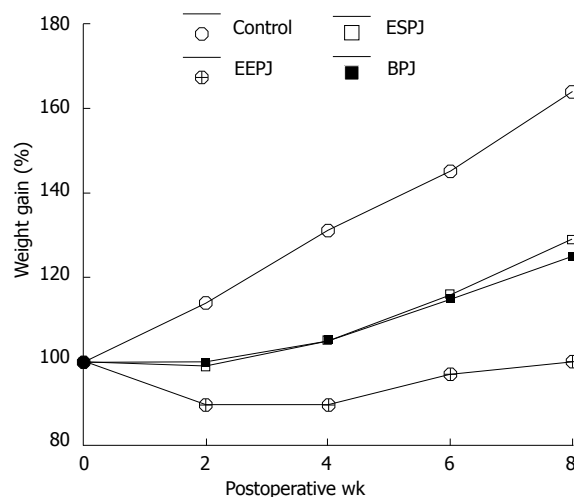 180
Control
ESPJ
EEPJ
BPJ
160
140
120
100
80
Weight gain (%)
0 2 4 6 8
Postoperative wk